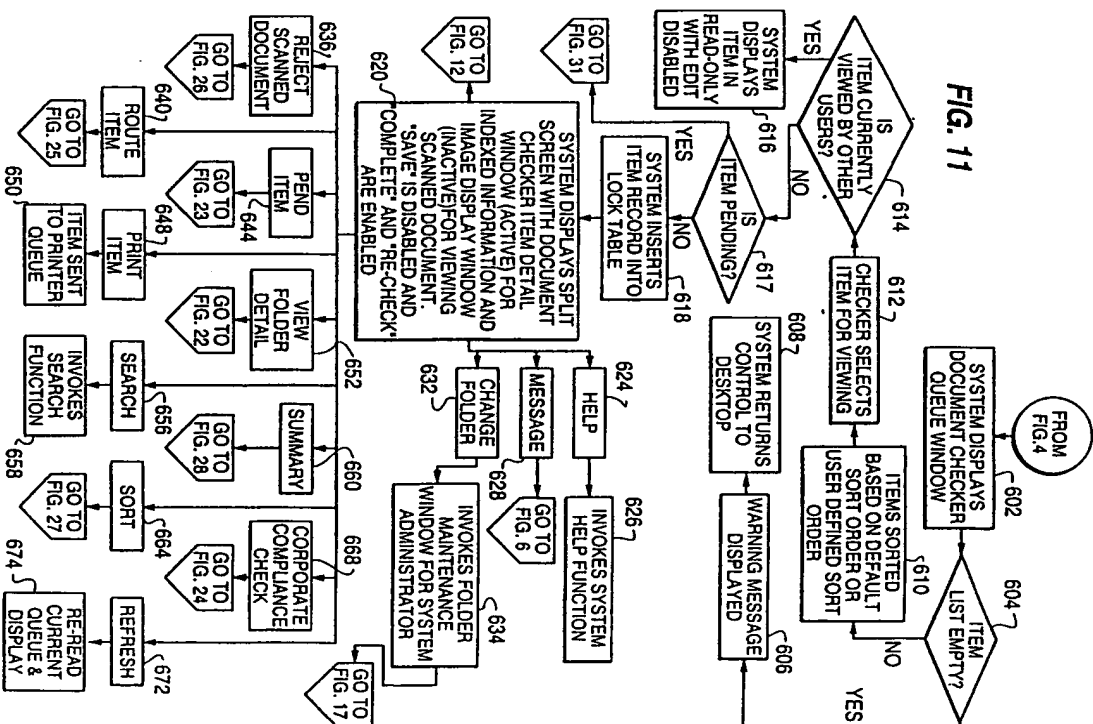 FIG. 11
FROM
FIG.4
SYSTEM DISPLAYS
DOCUMENT CHECKER
QUEUE WINDOW
602
ITEM
LIST EMPTY?
604
YES
NO
ITEMS SORTED
BASED ON DEFAULT
SORT ORDER OR
USER DEFINED SORT
ORDER
610
WARNING MESSAGE
DISPLAYED
606
SYSTEM RETURNS
CONTROL TO
DESKTOP
608
CHECKER SELECTS
ITEM FOR VIEWING
612
IS
ITEM CURRENTLY
VIEWED BY OTHER
USERS?
614
YES
NO
SYSTEM
DISPLAYS
ITEM IN
READ-ONLY
WITH EDIT
DISABLED
616
IS
ITEM PENDING?
617
YES
NO
GO TO
FIG. 31
SYSTEM INSERTS
ITEM RECORD INTO
LOCK TABLE
618
SYSTEM DISPLAYS SPLIT
SCREEN WITH DOCUMENT
CHECKER ITEM DETAIL
WINDOW (ACTIVE) FOR
INDEXED INFORMATION AND
IMAGE DISPLAY WINDOW
(INACTIVE) FOR VIEWING
SCANNED DOCUMENT.
"SAVE" IS DISABLED AND
"COMPLETE" AND "RE-CHECK"
ARE ENABLED
620
GO TO
FIG. 12
HELP
624
INVOKES SYSTEM
HELP FUNCTION
626
MESSAGE
628
GO TO
FIG. 6
CHANGE
FOLDER
632
INVOKES FOLDER
MAINTENANCE
WINDOW FOR SYSTEM
ADMINISTRATOR
634
GO TO
FIG. 17
REJECT
SCANNED
DOCUMENT
636
GO TO
FIG. 26
ROUTE
ITEM
640
GO TO
FIG. 25
PEND
ITEM
644
GO TO
FIG. 23
PRINT
ITEM
648
ITEM SENT
TO PRINTER
QUEUE
650
VIEW
FOLDER
DETAIL
652
GO TO
FIG. 22
SEARCH
656
INVOKES
SEARCH
FUNCTION
658
SUMMARY
660
GO TO
FIG. 28
SORT
664
GO TO
FIG. 27
CORPORATE
COMPLIANCE
CHECK
668
GO TO
FIG. 24
REFRESH
672
RE-READ
CURRENT
QUEUE &
DISPLAY
674